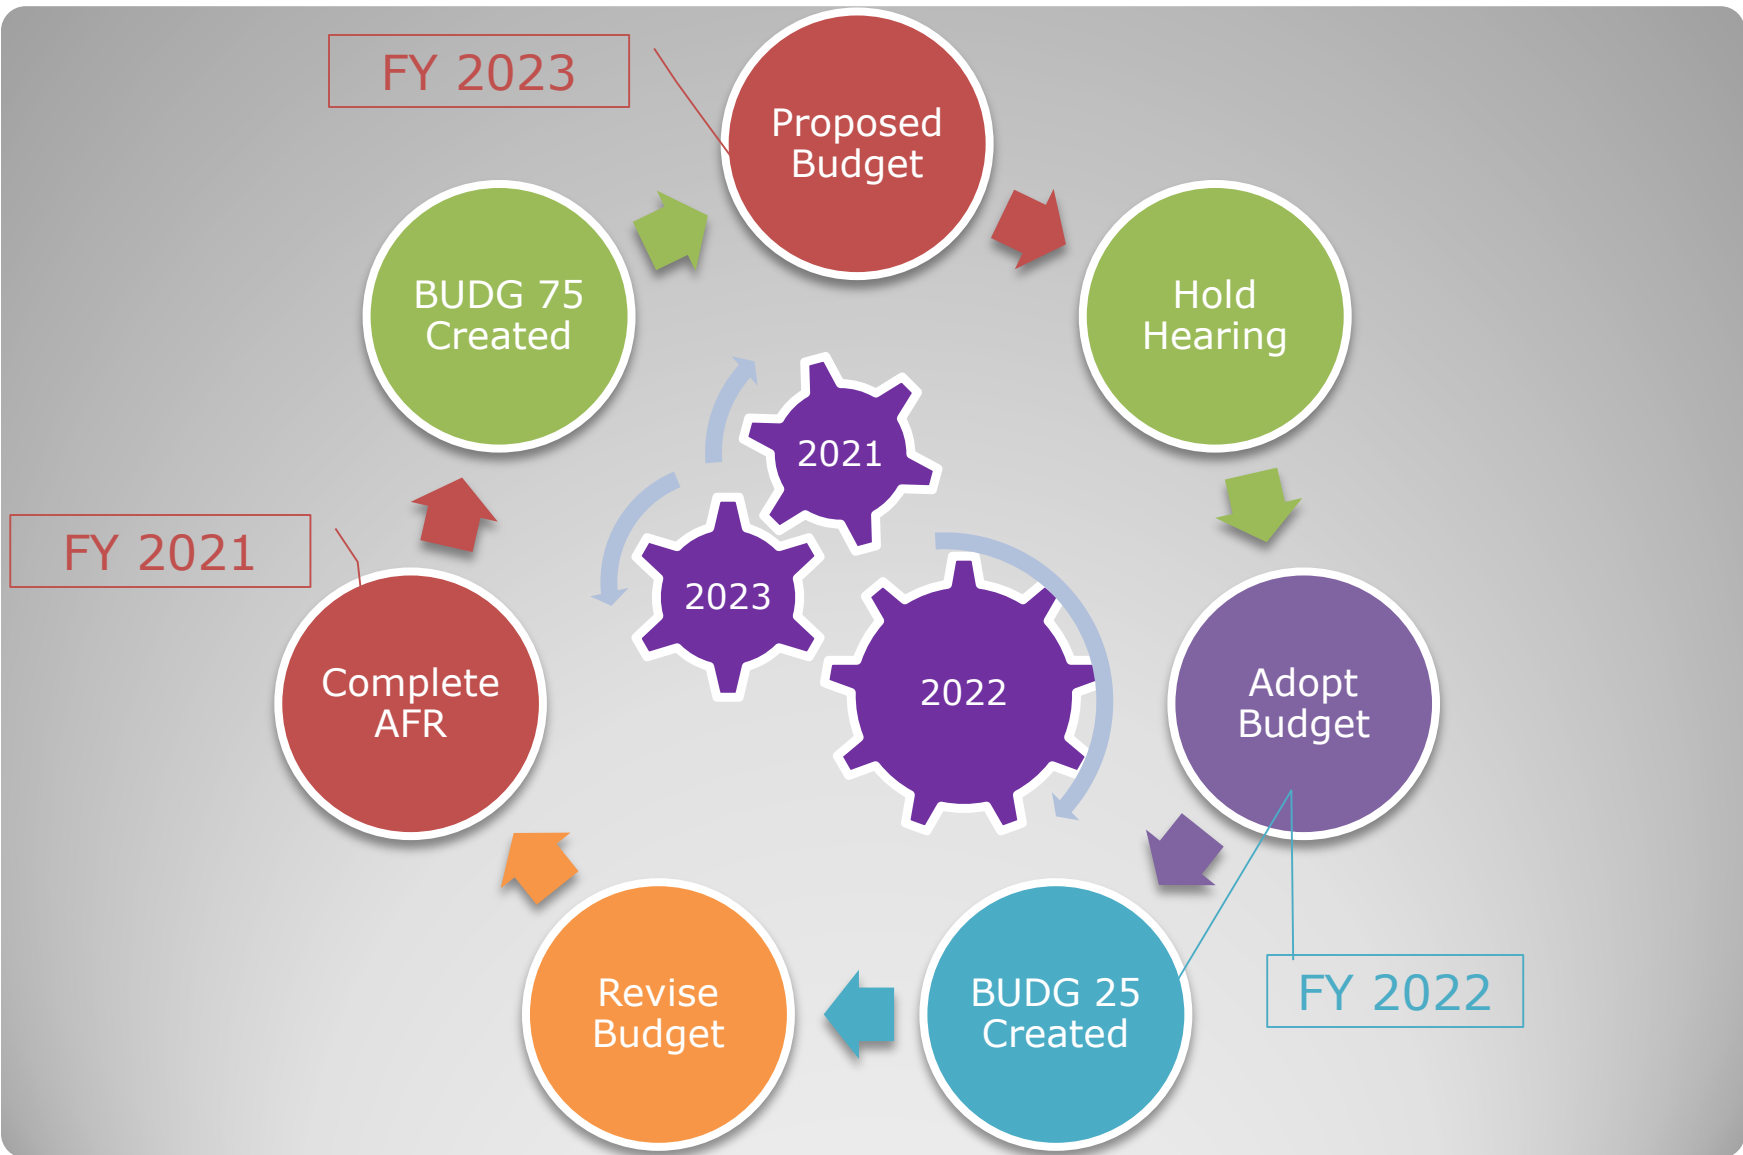 FY 2023
Proposed
Budget
BUDG 75
Created
Hold
Hearing
2021
FY 2021
2023
Complete
AFR
2022
Adopt
Budget
Revise
Budget
BUDG 25
Created
FY 2022